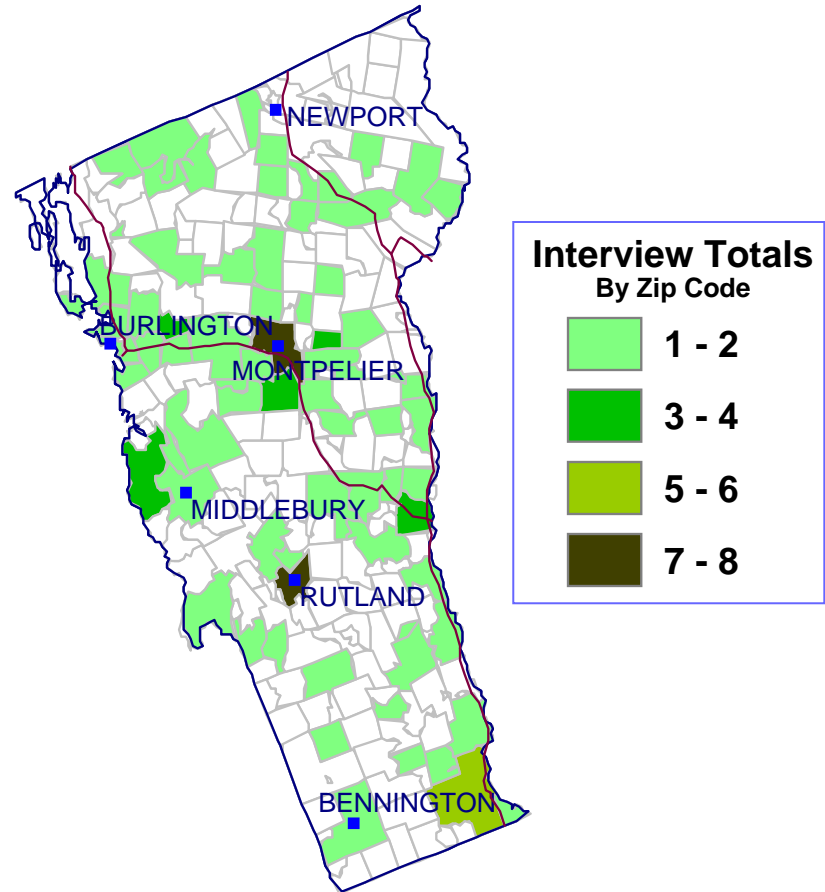 NEWPORT
Interview Totals
By Zip Code
1 - 2
BURLINGTON
MONTPELIER
3 - 4
5 - 6
MIDDLEBURY
7 - 8
RUTLAND
BENNINGTON